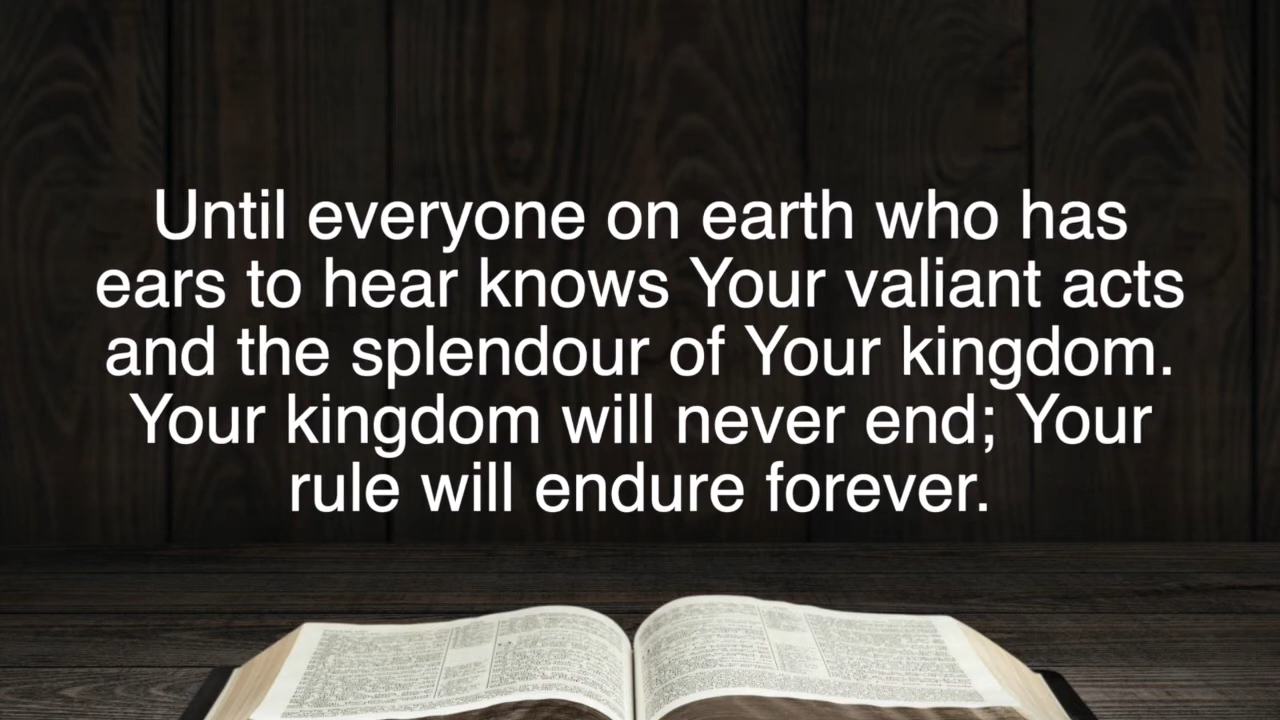 Until everyone on earth who has
ears to hear knows Your valiant acts
and the splendour of Your kingdom.
Your kingdom will never end; Your
rule will endure forever.